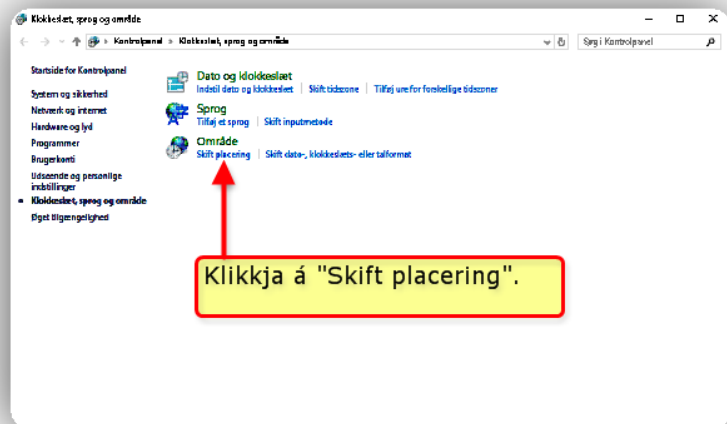 Klokkeslæt, sprog og område
Kontrolpanel > Klokkeslæt, sprog og område
Søg i Kontrolpanel
Startside for Kontrolpanel
System og sikkerhed
Netværk og internet
Hardware og lyd
Programmer
Brugerkonti
Udseende og personlige
indstillinger
Klokkeslæt, sprog og område
Øget tilgængelighed
Dato og klokkeslæt
Indstil dato og klokkeslæt | Skift tidszone | Tilføj ure for forskellige tidszoner
Sprog
Tilføj et sprog | Skift inputmetode
Område
Skift placering | Skift dato-, klokkeslæts- eller talformat
Klikkja á "Skift placering".